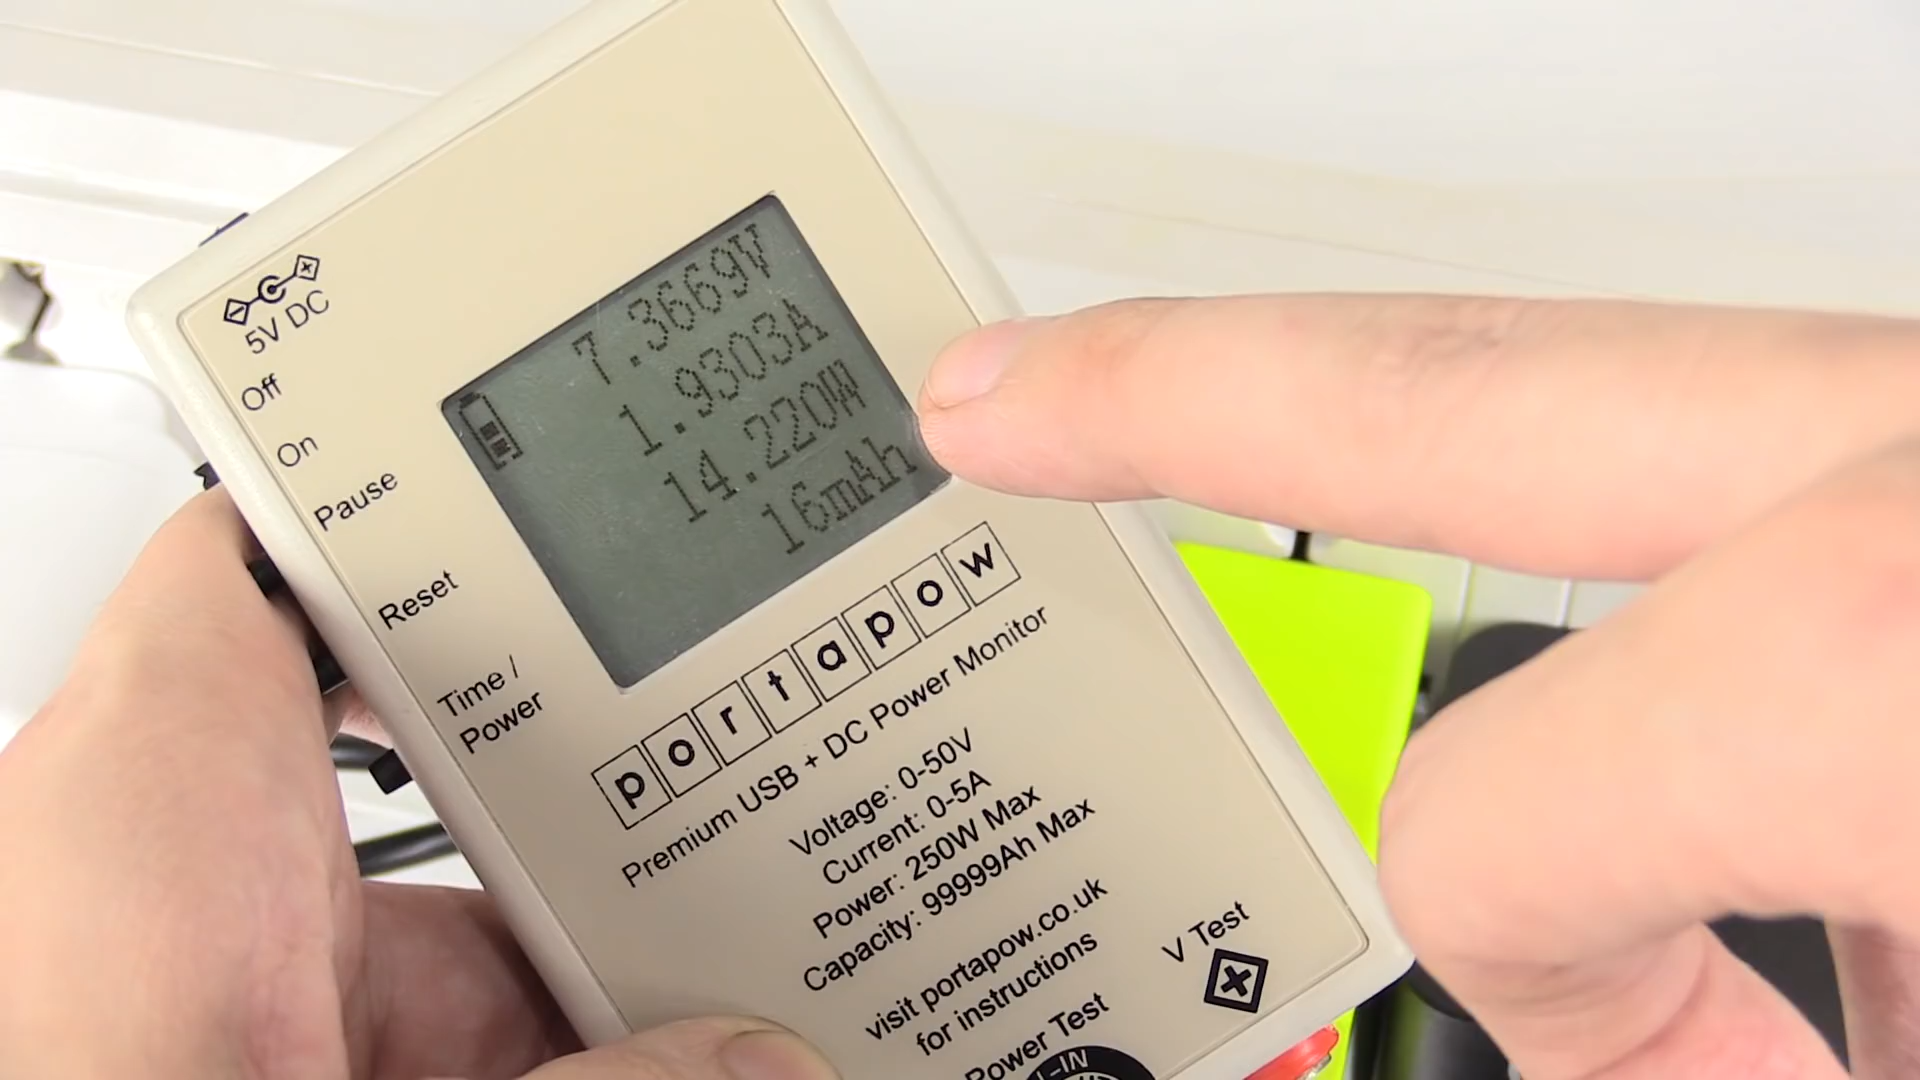 5V DC
Off
On
Pause
Reset
Time /
Power
7.3669V
1.9303A
14.220W
16mAh
portapow
Premium USB + DC Power Monitor
Voltage: 0-50V
Current: 0-5A
Power: 250W Max
Capacity: 99999Ah Max
visit portapow.co.uk
for instructions
Power Test
V Test